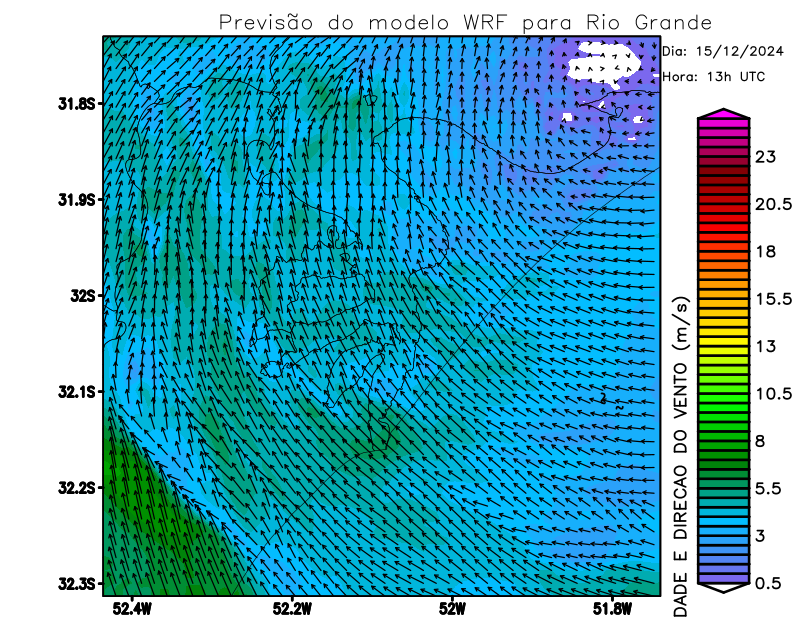 Previsão do modelo WRF para Rio Grande
Dia: 15/12/2024
Hora: 13h UTC
31.8S
31.9S
32S
32.1S
32.2S
32.3S
52.4W
52.2W
52W
51.8W
DADE E DIRECAO DO VENTO (m/s)
23
20.5
18
15.5
13
10.5
8
5.5
3
0.5